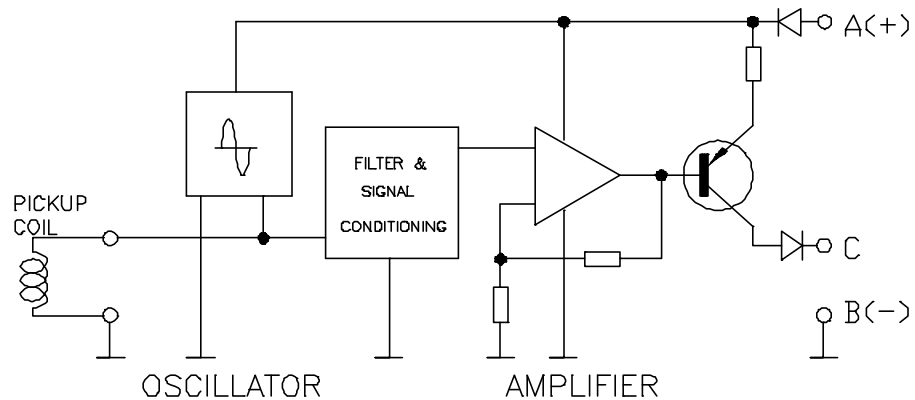 A(+)
FILTER &
SIGNAL
CONDITIONING
PICKUP
COIL
C
B(-)
OSCILLATOR
AMPLIFIER